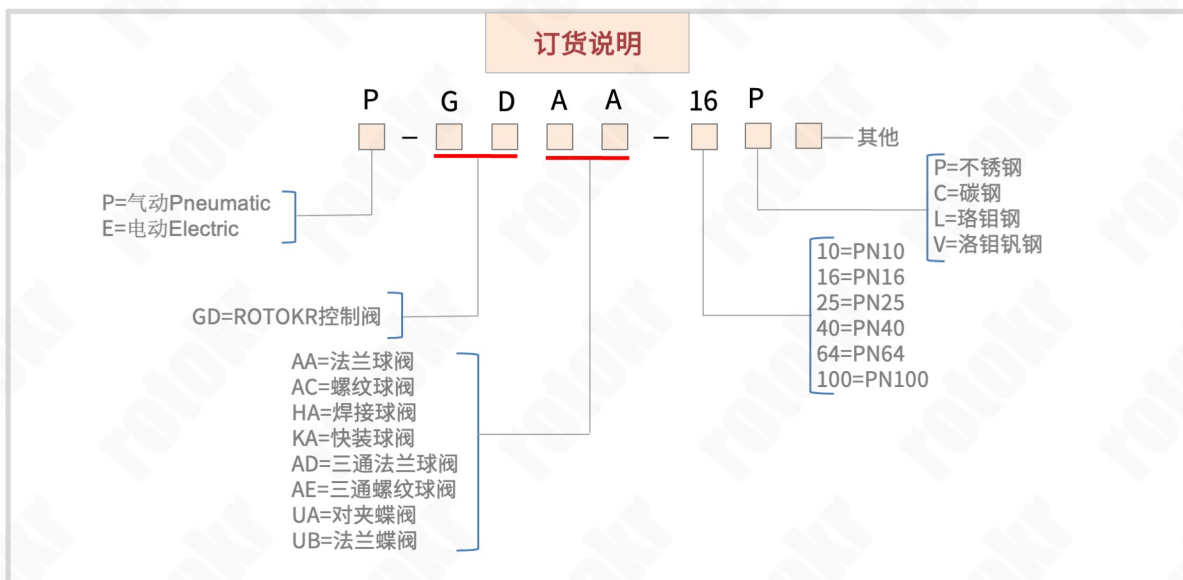 订货说明
P G D A A 16 P
- -
其他
P=不锈钢
C=碳钢
L=珞钼钢
V=洛钼钒钢
P=气动Pneumatic
E=电动Electric
10=PN10
16=PN16
25=PN25
40=PN40
64=PN64
100=PN100
GD=ROTOKR控制阀
AA=法兰球阀
AC=螺纹球阀
HA=焊接球阀
KA=快装球阀
AD=三通法兰球阀
AE=三通螺纹球阀
UA=对夹蝶阀
UB=法兰蝶阀
rotokr